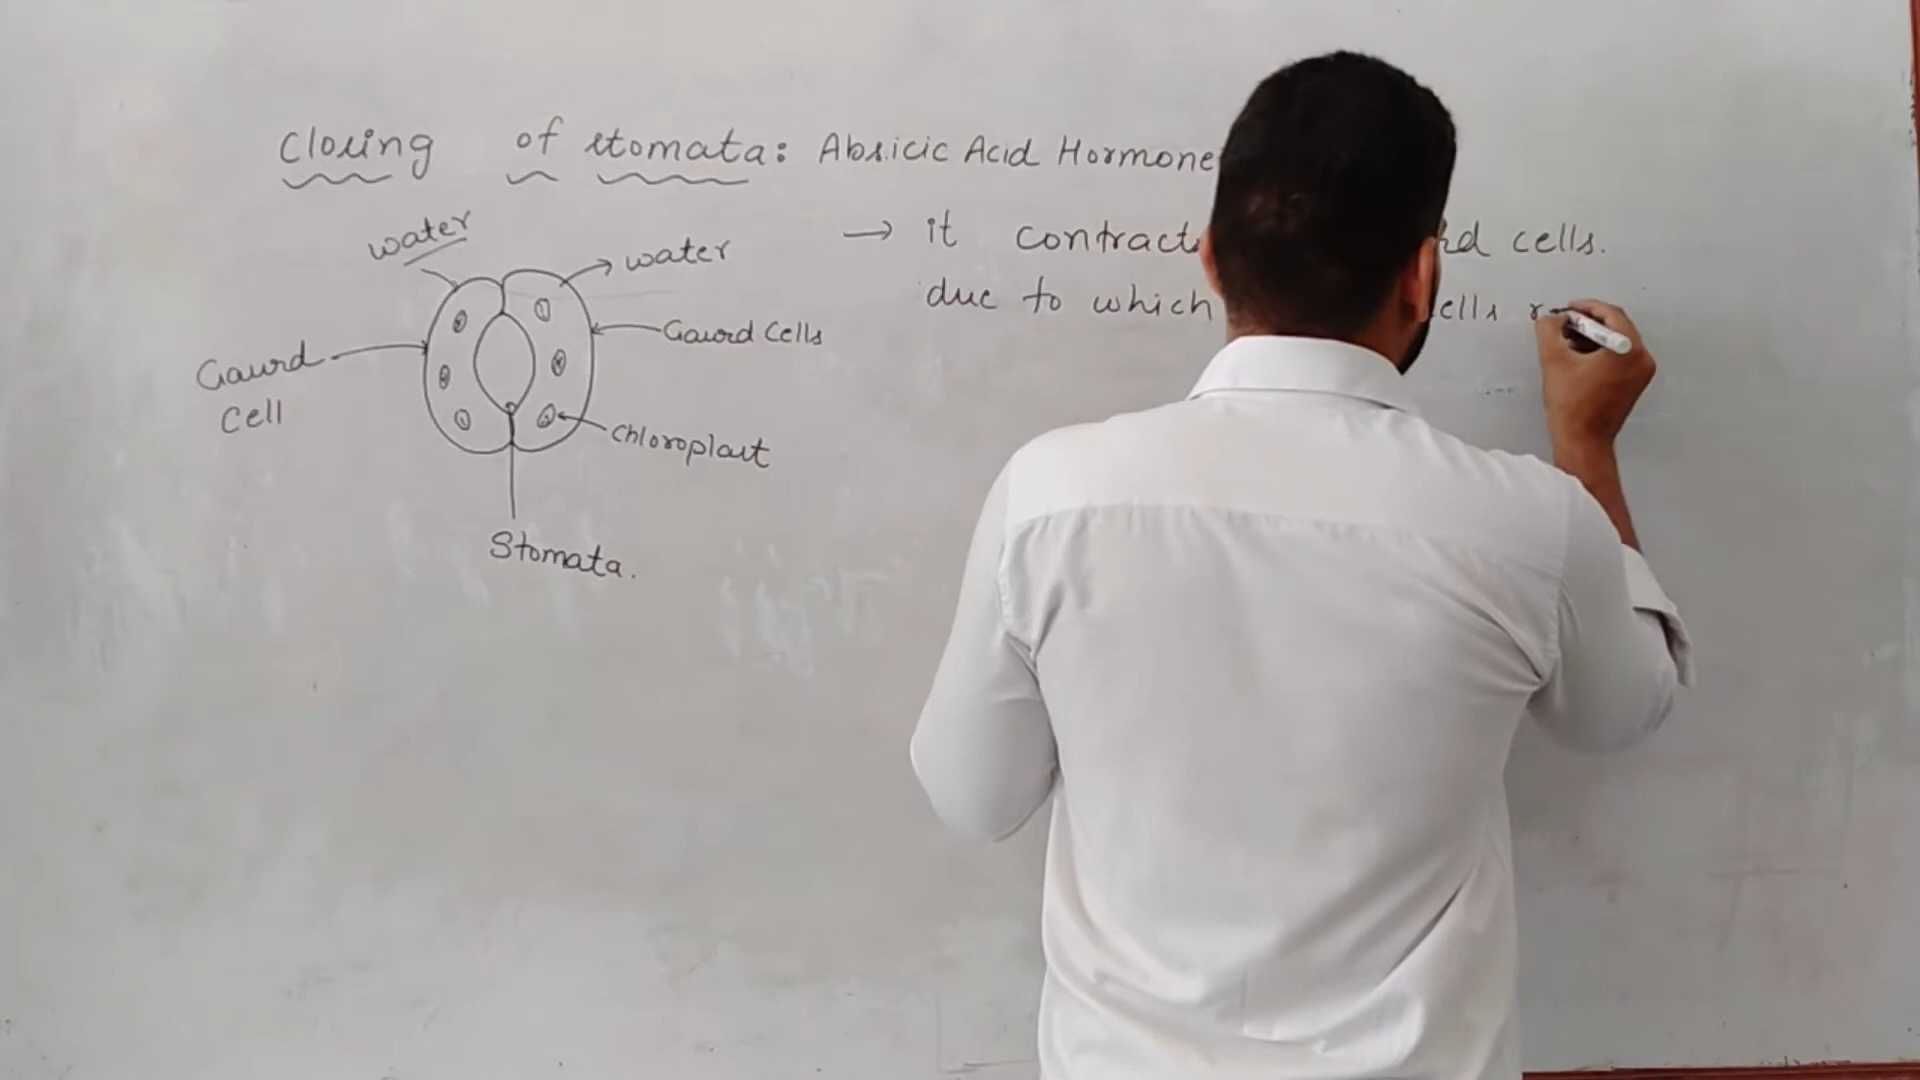 Closing of stomata: Absicic Acid Hormone
→ it contracts cells.
due to which cells
water
water
Gaurd Cells
Gaurd
Cell
chloroplast
Stomata.